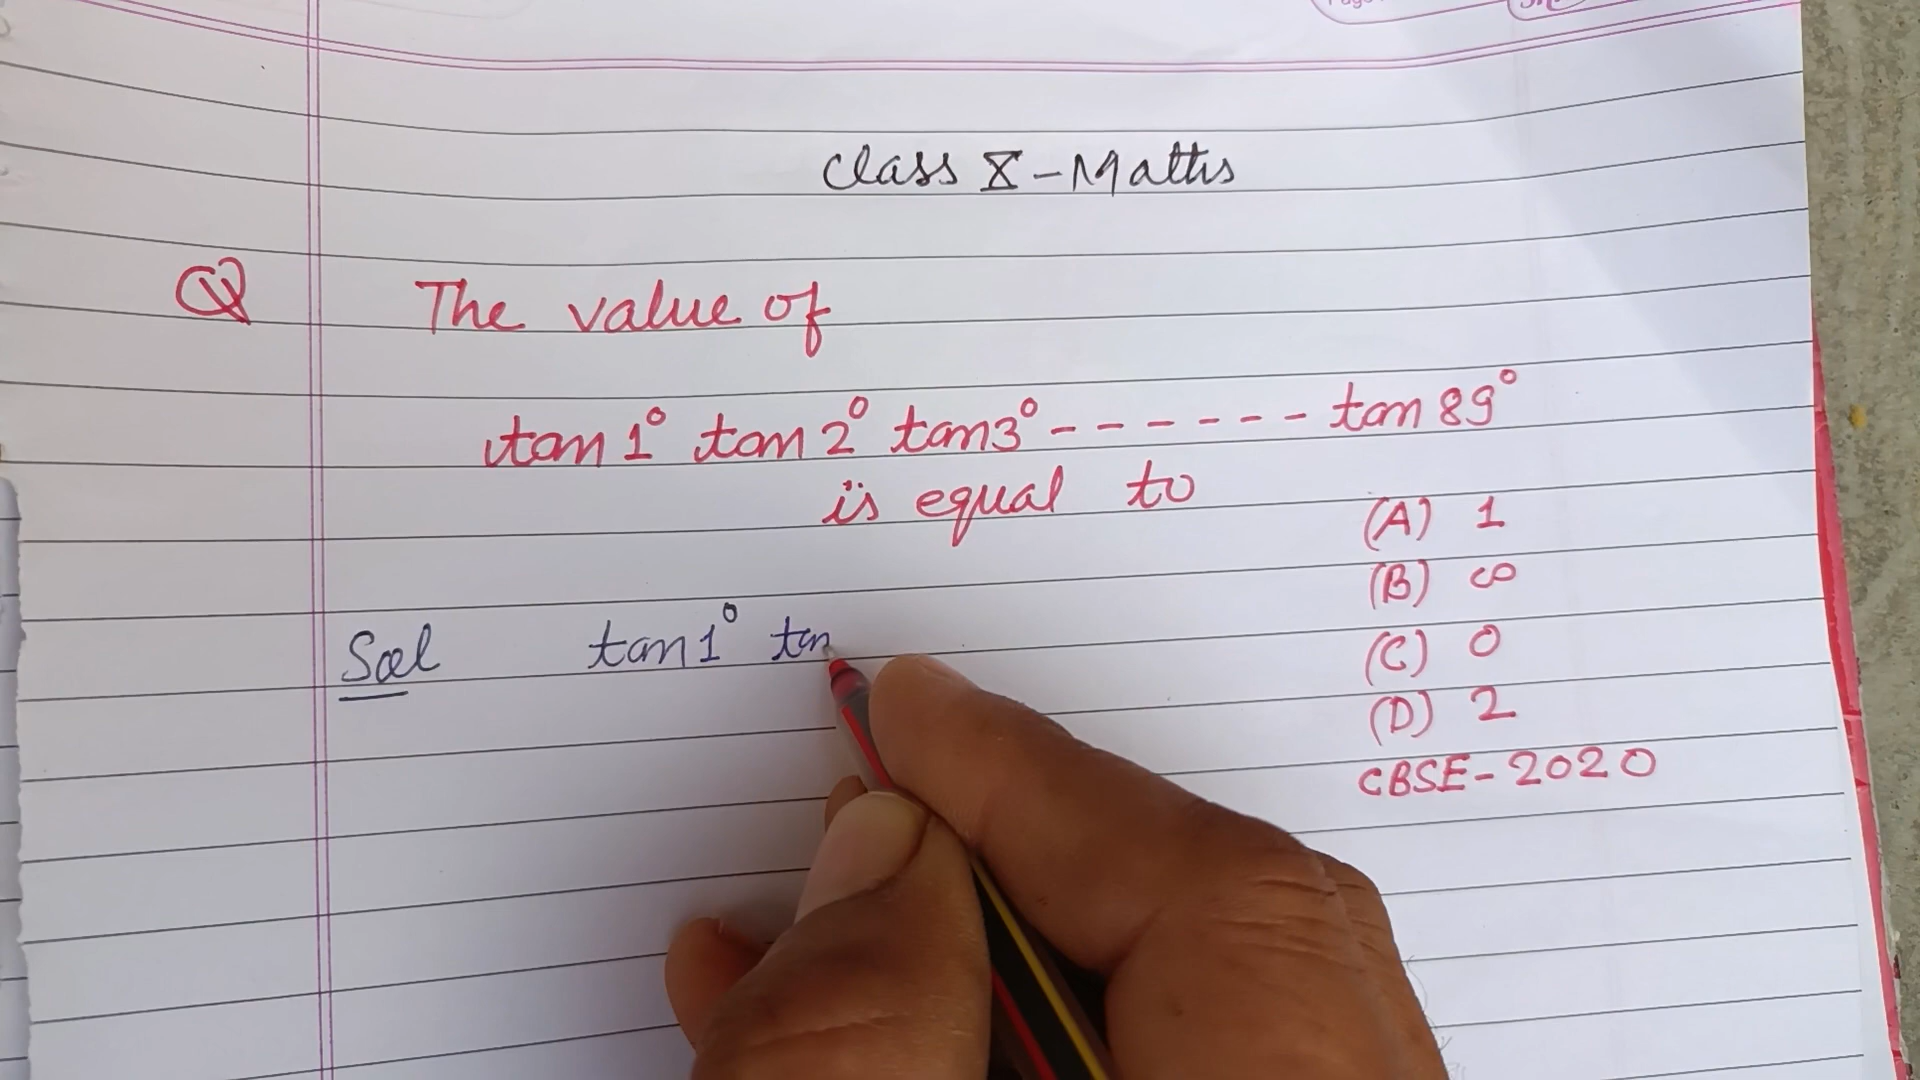 Class X - Maths
Q The value of
tan 1° tan 2° tan 3° - - - - - - tan 89°
is equal to
(A) 1
(B) ∞
(C) 0
(D) 2
CBSE - 2020
Sol tan 1° tan